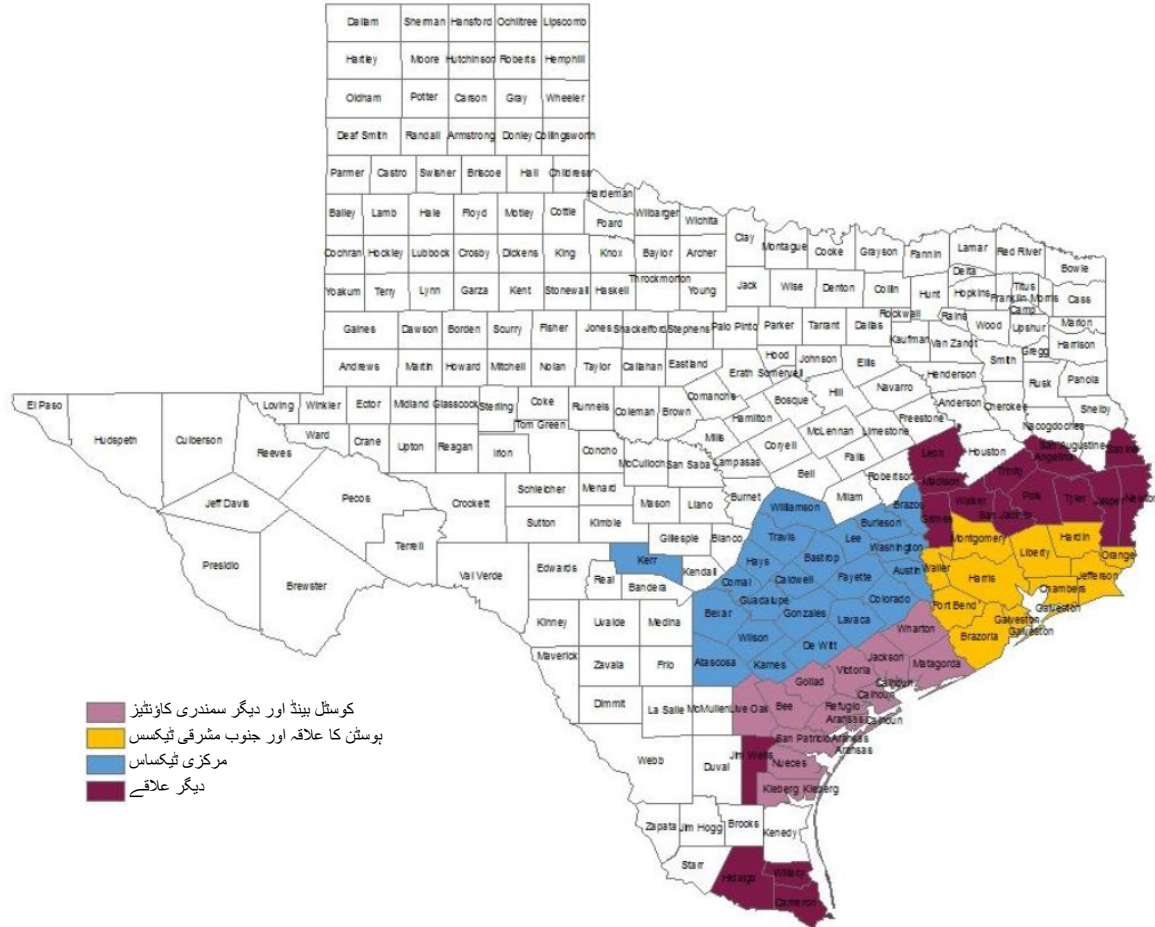 Dallam Sherman Hansford Ochiltree Lipscomb
Hartley Moore Hutchinson Roberts Hemphill
Oldham Potter Carson Gray Wheeler
Deaf Smith Randall Armstrong Donley Collingsworth
Parmer Castro Swisher Briscoe Hall Childress
Hardeman
Bailey Lamb Hale Floyd Motley Cottle Foard Wilbarger Wichita
Clay Montague Cooke Grayson Fannin Lamar Red River Bowie
Cochran Hockley Lubbock Crosby Dickens King Knox Baylor Archer
Delta Titus
Throckmorton
Yoakum Terry Lynn Garza Kent Stonewall Haskell Young Jack Wise Denton Collin Hunt Hopkins Franklin Morris Cass
Camp
Rockwall Rains
Gaines Dawson Borden Scurry Fisher Jones Shackelford Stephens Palo Pinto Parker Tarrant Dallas Wood Upshur Marion
Kaufman Van Zandt Gregg Harrison
Andrews Martin Howard Mitchell Nolan Taylor Callahan Eastland Hood Johnson Ellis Smith
Erath Somervell Henderson Rusk Panola
El Paso Loving Winkler Ector Midland Glasscock Sterling Coke Runnels Coleman Brown Comanche Bosque Hill Navarro Anderson Cherokee Shelby
Hudspeth Culberson Reeves Ward Crane Upton Reagan Irion Tom Green Concho Hamilton McLennan Limestone Freestone Nacogdoches
Mills Coryell San Augustine
McCulloch San Saba Lampasas Falls Leon Houston Angelina Sabine
Jeff Davis Pecos Crockett Schleicher Menard Bell Robertson Madison Trinity
Mason Llano Burnet Milam Brazos Grimes Walker Polk Tyler Jasper Newton
Sutton Kimble Williamson Burleson San Jacinto
Presidio Terrell Gillespie Blanco Travis Lee Washington Montgomery Liberty Hardin Orange
Brewster Val Verde Edwards Kerr Kendall Hays Bastrop Austin Waller Harris Jefferson
Real Bandera Comal Caldwell Fayette Chambers
Guadalupe Colorado Fort Bend Galveston
Kinney Uvalde Medina Bexar Gonzales Lavaca Galveston
Wilson Wharton Brazoria Galveston
Maverick Zavala Frio Atascosa Karnes De Witt Jackson Matagorda
Victoria
Goliad Calhoun
Dimmit La Salle McMullen Live Oak Bee Refugio Calhoun
Aransas Calhoun
San Patricio Aransas
Aransas
Webb Duval Jim Wells Nueces
Kleberg Kleberg
Zapata Jim Hogg Brooks Kenedy
Starr Hidalgo Willacy
Cameron
کوسٹل بینڈ اور دیگر سمندری کاؤنٹیز
ہوسٹن کا علاقہ اور جنوب مشرقی ٹیکسس
مرکزی ٹیکساس
دیگر علاقے